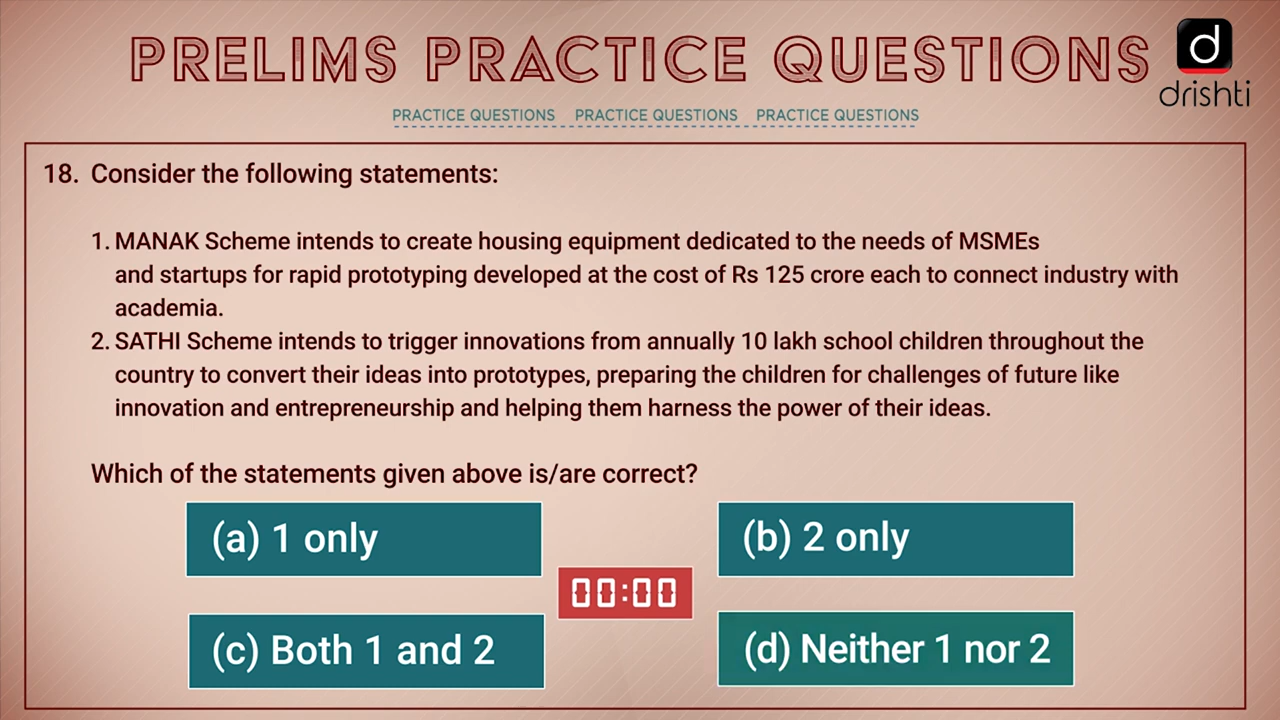 PRELIMS PRACTICE QUESTIONS
drishti
PRACTICE QUESTIONS PRACTICE QUESTIONS PRACTICE QUESTIONS
18. Consider the following statements:
1. MANAK Scheme intends to create housing equipment dedicated to the needs of MSMEs
and startups for rapid prototyping developed at the cost of Rs 125 crore each to connect industry with
academia.
2. SATHI Scheme intends to trigger innovations from annually 10 lakh school children throughout the
country to convert their ideas into prototypes, preparing the children for challenges of future like
innovation and entrepreneurship and helping them harness the power of their ideas.
Which of the statements given above is/are correct?
(a) 1 only
(b) 2 only
00:00
(c) Both 1 and 2
(d) Neither 1 nor 2